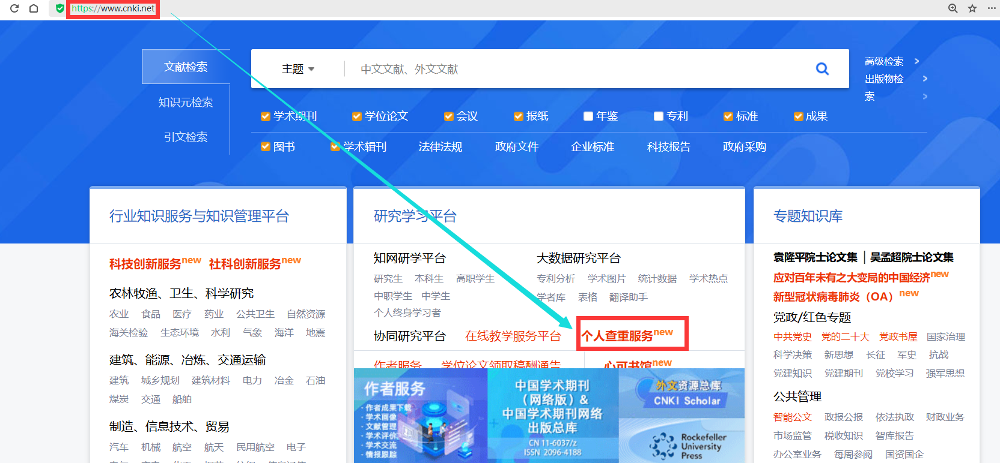 https://www.cnki.net
文献检索
知识元检索
引文检索
主题 中文文献、外文文献
高级检索 >
出版物检 >
索 >
学术期刊 学位论文 会议 报纸 年鉴 专利 标准 成果
图书 学术辑刊 法律法规 政府文件 企业标准 科技报告 政府采购
行业知识服务与知识管理平台
科技创新服务new 社科创新服务new
农林牧渔、卫生、科学研究
农业 食品 医疗 药业 公共卫生 自然资源
海关检验 生态环境 水利 气象 海洋 地震
建筑、能源、冶炼、交通运输
建筑 城乡规划 建筑材料 电力 冶金 石油
煤炭 交通 船舶
制造、信息技术、贸易
汽车 机械 航空 航天 民用航空 电子
研究学习平台
知网研学平台
研究生 本科生 高职学生
中职学生 中学生
个人终身学习者
大数据研究平台
专利分析 学术图片 统计数据 学术热点
学者库 表格 翻译助手
协同研究平台 在线教学服务平台 个人查重服务new
作者服务 学位论文领取稿酬通告 心可书馆new
作者服务
· 作者成果下载
· 学术画像
· 文献管理
· 学术评价
· 学术交流
· 情报跟踪
中国学术期刊
（网络版）&
中国学术期刊网络
出版总库
CN 11-6037/z
ISSN 2096-4188
外文资源总库
CNKI Scholar
Rockefeller
University
Press
专题知识库
袁隆平院士论文集 | 吴孟超院士论文集
应对百年未有之大变局的中国经济new
新型冠状病毒肺炎（OA）new
党政/红色专题
中共党史 党的二十大 党政书屋 国家治理
科学决策 新思想 长征 军史 抗战
党建知识 党建期刊 党校学习 强军思想
公共管理
智能公文 政报公报 依法执政 财政业务
市场监管 税收知识 智库报告
办公室业务 每周参阅 国资国企